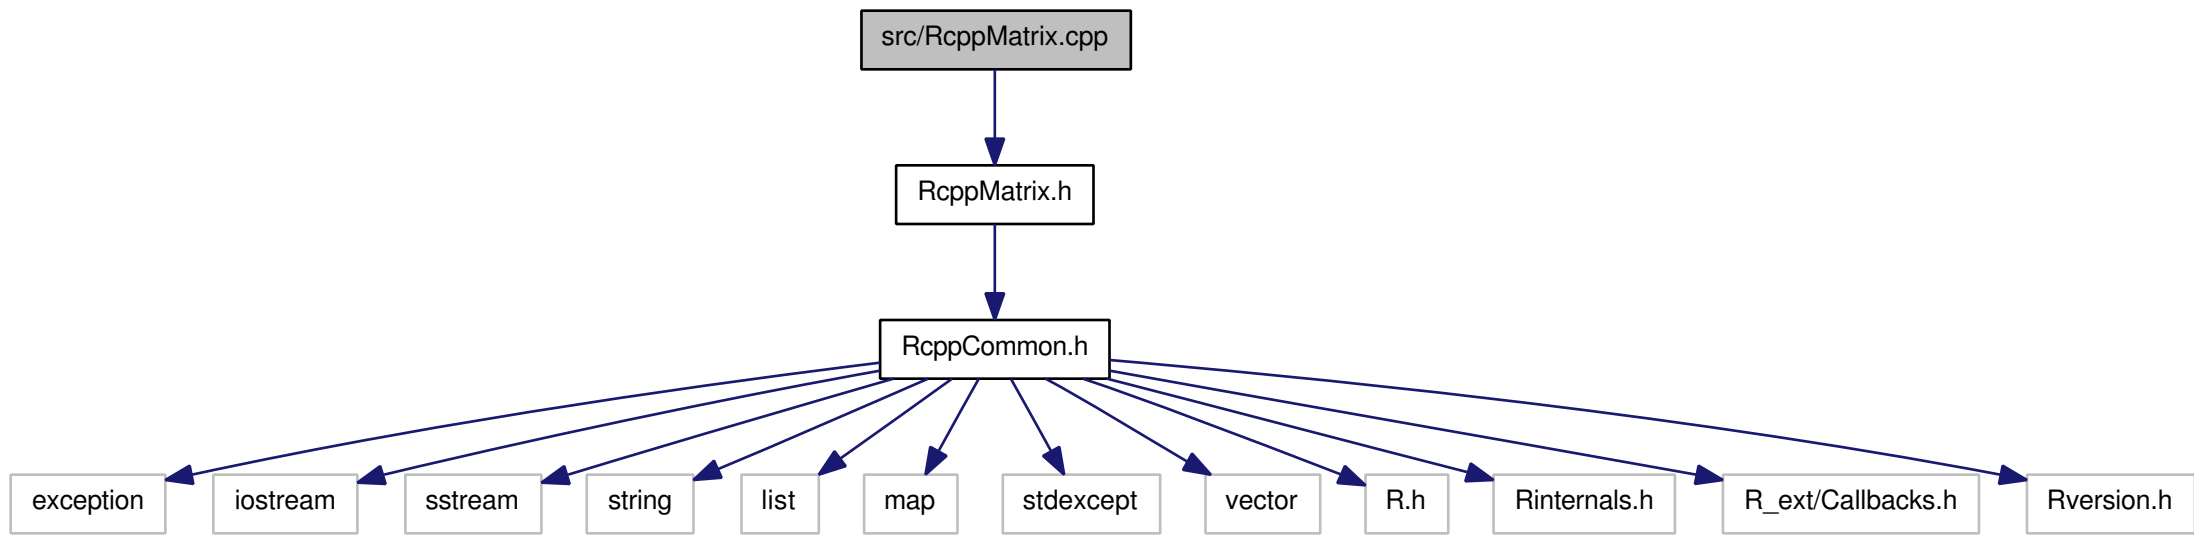 src/RcppMatrix.cpp
RcppMatrix.h
RcppCommon.h
exception
iostream
sstream
string
list
map
stdexcept
vector
R.h
Rinternals.h
R_ext/Callbacks.h
Rversion.h